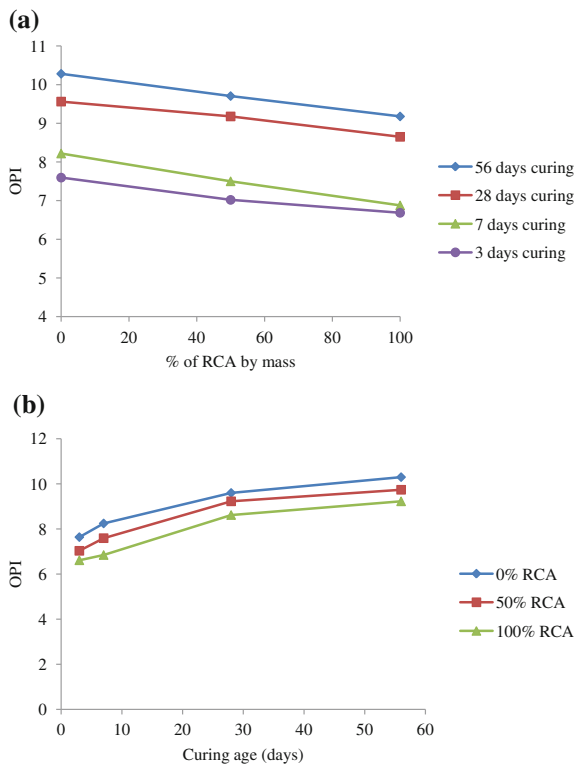 (a)
11
10
9
8
7
6
5
4
OPI
0 20 40 60 80 100
% of RCA by mass
56 days curing
28 days curing
7 days curing
3 days curing
(b)
12
10
8
6
4
2
0
OPI
0 10 20 30 40 50 60
Curing age (days)
0% RCA
50% RCA
100% RCA